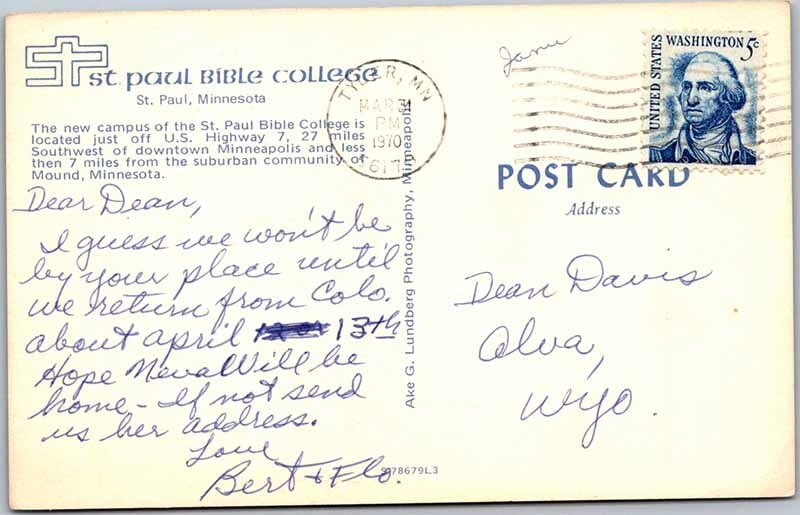 st. paul bible college
St. Paul, Minnesota
The new campus of the St. Paul Bible College is
located just off U.S. Highway 7, 27 miles
Southwest of downtown Minneapolis and less
then 7 miles from the suburban community of
Mound, Minnesota.
Dear Dean,
I guess we won't be
by your place until
we return from Colo.
about april 13th
Hope Neva Will be
home - If not send
us her address.
Love
Bert + Flo.
Ake G. Lundberg Photography, Minneapolis
S78679L3
TYLER, MN
MAR 31
PM
1970
UNITED STATES
WASHINGTON 5c
POST CARD
Address
Dean Davis
Alva,
Wyo.